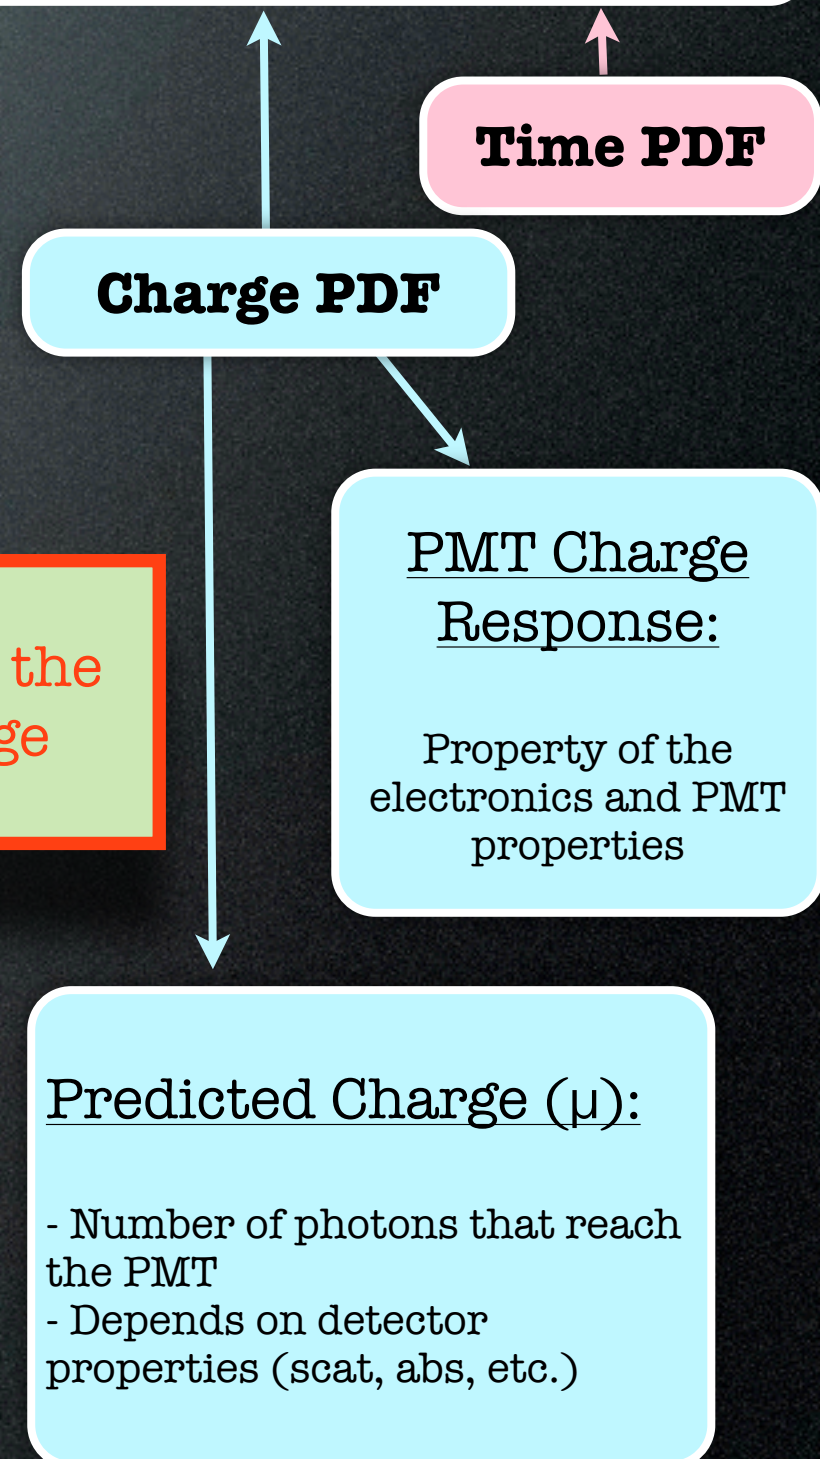 Time PDF
Charge PDF
PMT Charge
Response:
Property of the
electronics and PMT
properties
the
Predicted Charge (μ):
- Number of photons that reach
the PMT
- Depends on detector
properties (scat, abs, etc.)